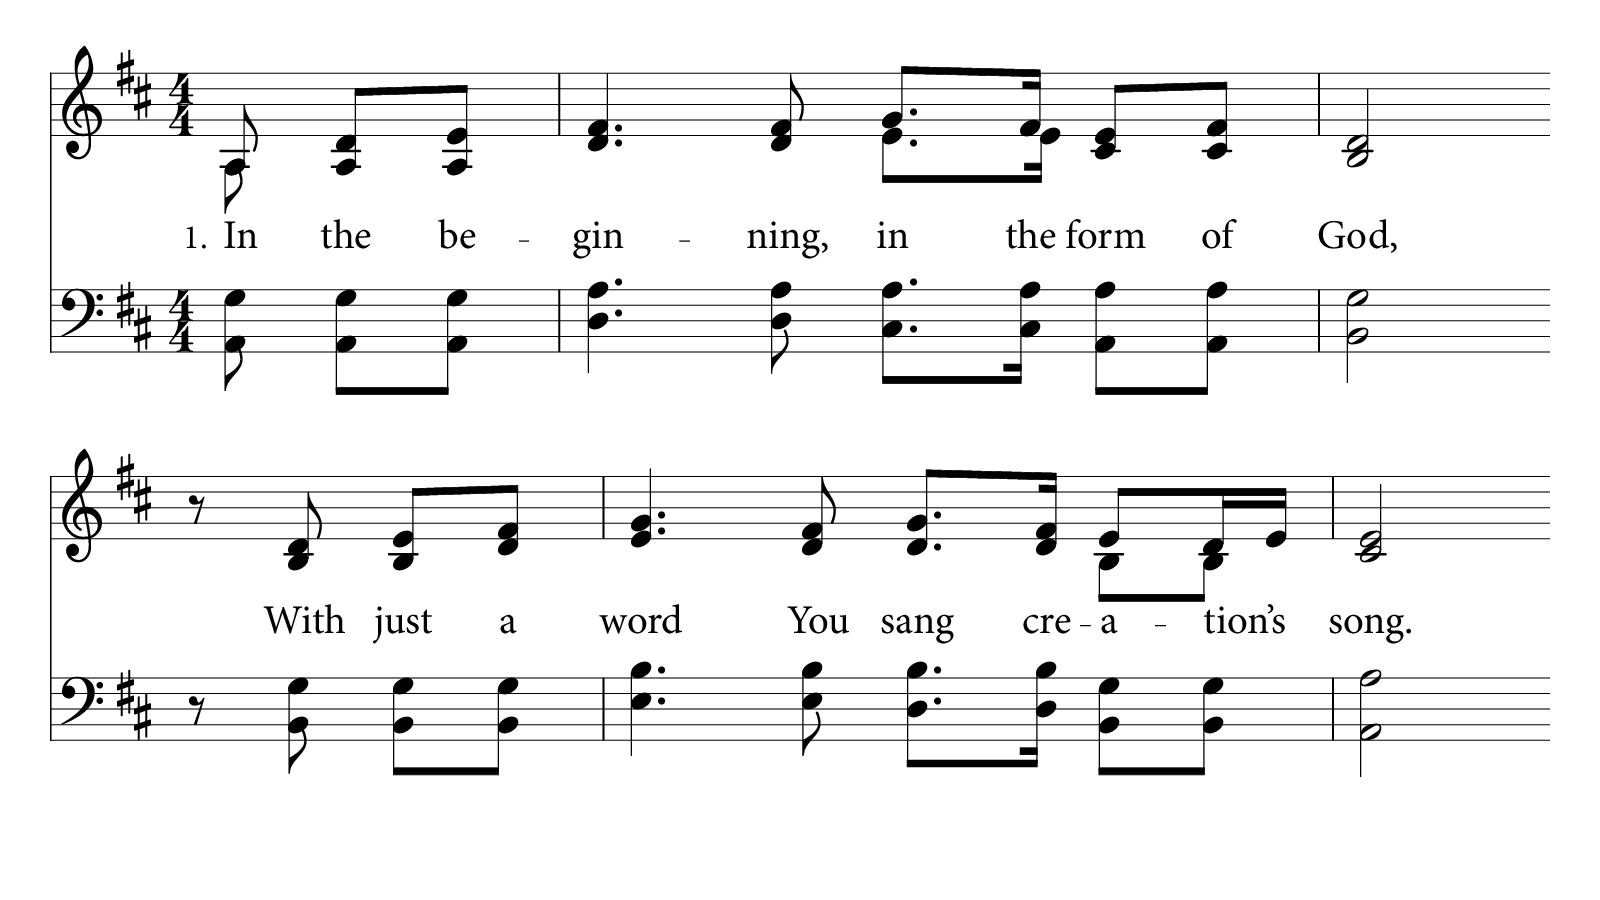 1. In the be - gin - ning, in the form of God,
With just a word You sang cre - a - tion’s song.